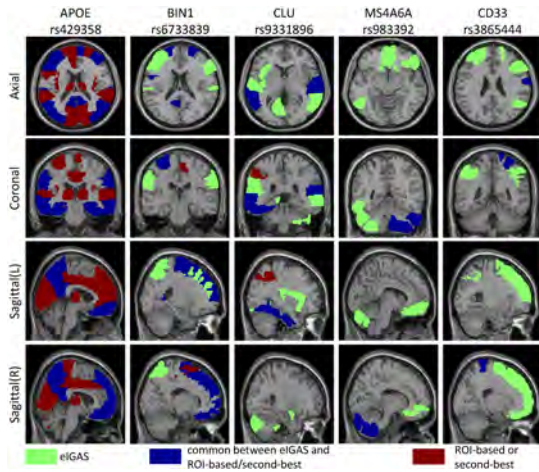 APOE BIN1 CLU MS4A6A CD33
rs429358 rs6733839 rs9331896 rs983392 rs3865444
Axial
Coronal
Sagittal(L)
Sagittal(R)
eIGAS
common between eIGAS and
ROI-based/second-best
ROI-based or
second-best